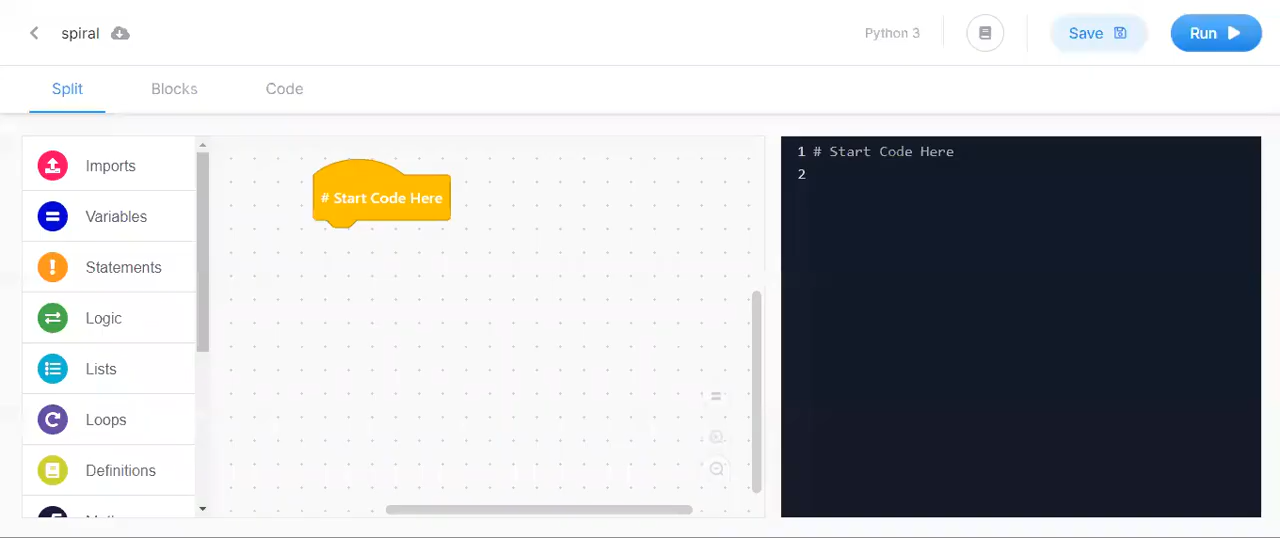 spiral
Python 3
Save
Run
Split
Blocks
Code
Imports
Variables
Statements
Logic
Lists
Loops
Definitions
# Start Code Here
1 # Start Code Here
2